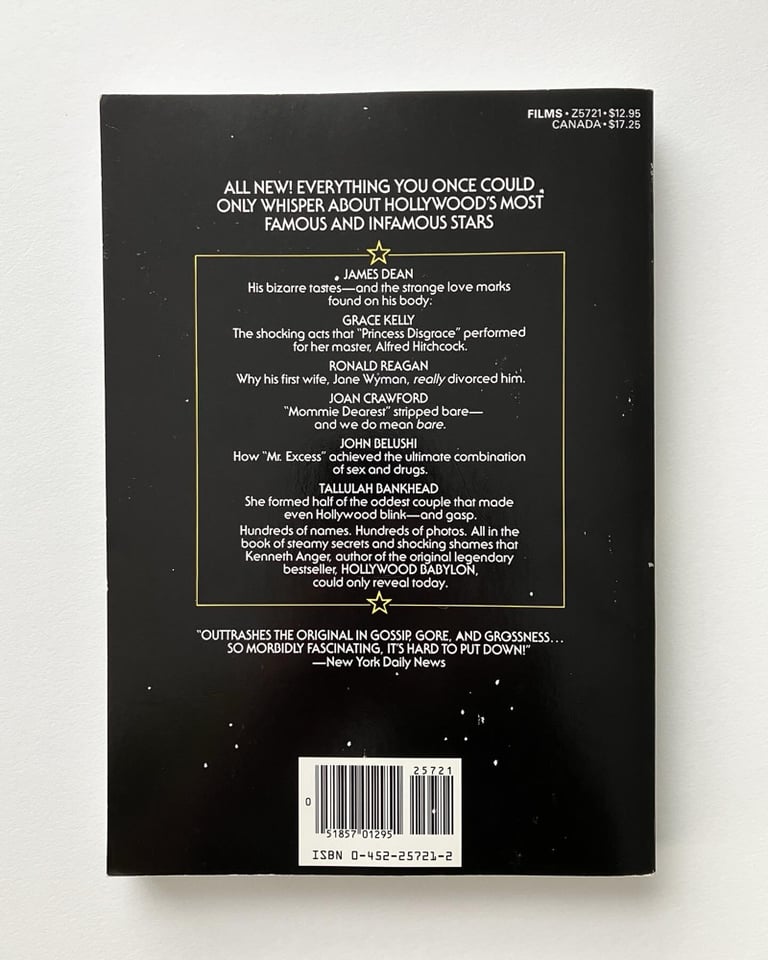 FILMS • Z5721 • $12.95
CANADA • $17.25
ALL NEW! EVERYTHING YOU ONCE COULD
ONLY WHISPER ABOUT HOLLYWOOD'S MOST
FAMOUS AND INFAMOUS STARS
JAMES DEAN
His bizarre tastes—and the strange love marks
found on his body:
GRACE KELLY
The shocking acts that "Princess Disgrace" performed
for her master, Alfred Hitchcock.
RONALD REAGAN
Why his first wife, Jane Wyman, really divorced him.
JOAN CRAWFORD
"Mommie Dearest" stripped bare—
and we do mean bare.
JOHN BELUSHI
How "Mr. Excess" achieved the ultimate combination
of sex and drugs.
TALLULAH BANKHEAD
She formed half of the oddest couple that made
even Hollywood blink—and gasp.
Hundreds of names. Hundreds of photos. All in the
book of steamy secrets and shocking shames that
Kenneth Anger, author of the original legendary
bestseller, HOLLYWOOD BABYLON,
could only reveal today.
"OUTTRASHES THE ORIGINAL IN GOSSIP, GORE, AND GROSSNESS...
SO MORBIDLY FASCINATING, IT'S HARD TO PUT DOWN!"
—New York Daily News
25721
0
51857 01295
ISBN 0-452-25721-2